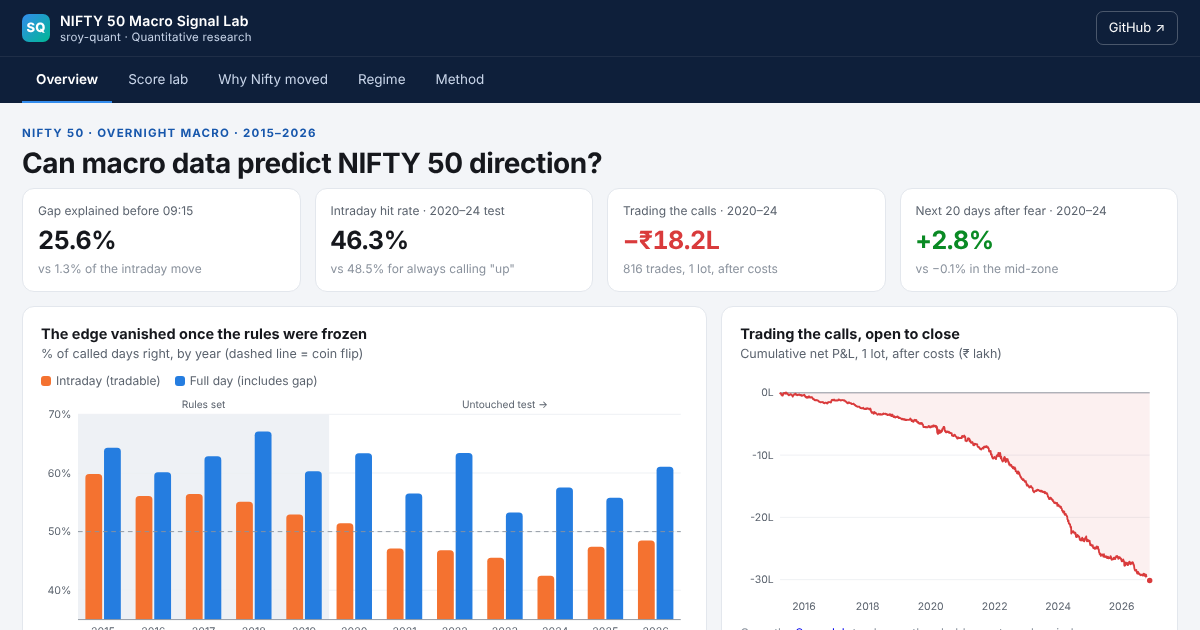 SQ
NIFTY 50 Macro Signal Lab
sroy-quant · Quantitative research
GitHub ↗
Overview
Score lab
Why Nifty moved
Regime
Method
NIFTY 50 · OVERNIGHT MACRO · 2015–2026
Can macro data predict NIFTY 50 direction?
Gap explained before 09:15
25.6%
vs 1.3% of the intraday move
Intraday hit rate · 2020–24 test
46.3%
vs 48.5% for always calling "up"
Trading the calls · 2020–24
−₹18.2L
816 trades, 1 lot, after costs
Next 20 days after fear · 2020–24
+2.8%
vs −0.1% in the mid-zone
The edge vanished once the rules were frozen
% of called days right, by year (dashed line = coin flip)
Intraday (tradable)
Full day (includes gap)
Rules set
Untouched test →
70%
60%
50%
40%
Trading the calls, open to close
Cumulative net P&L, 1 lot, after costs (₹ lakh)
0L
-10L
-20L
-30L
2016
2018
2020
2022
2024
2026